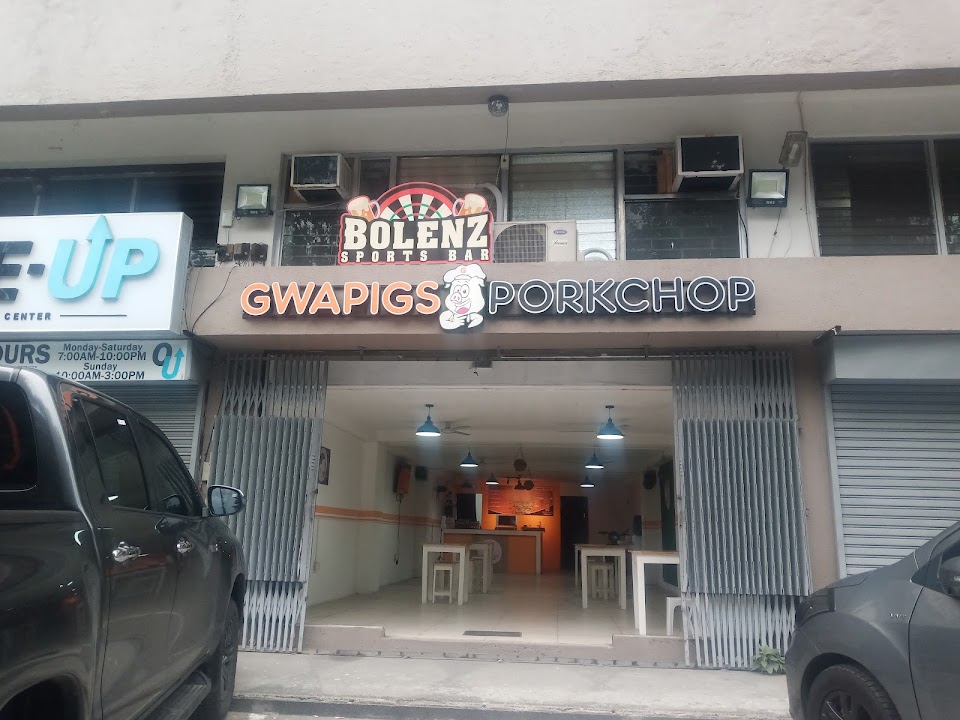 BOLENZ
SPORTS BAR
GWAPIGS PORKCHOP
E-UP
CENTER
OURS
Monday-Saturday
7:00AM-10:00PM
Sunday
10:00AM-3:00PM